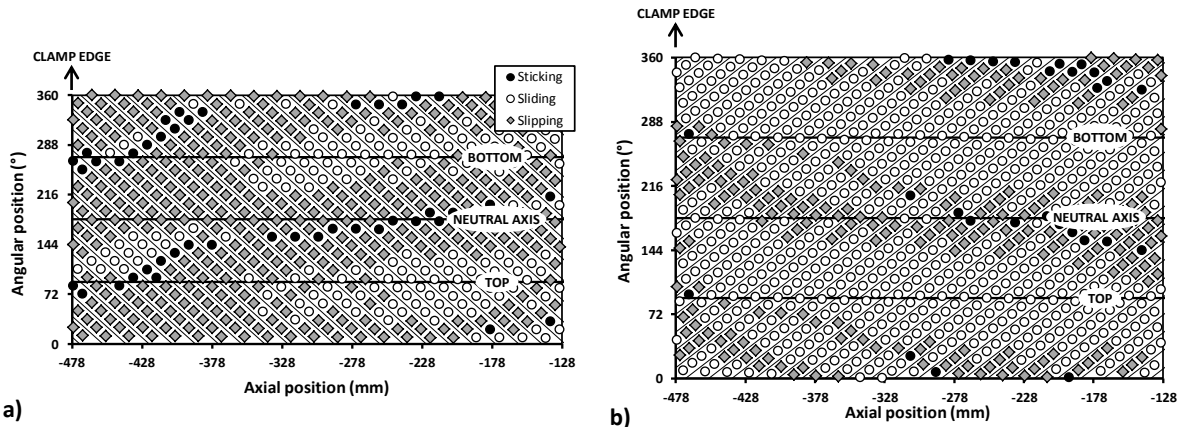 CLAMP EDGE
Sticking
Sliding
Slipping
360
288
216
144
72
0
Angular position (°)
BOTTOM
NEUTRAL AXIS
TOP
-478 -428 -378 -328 -278 -228 -178 -128
Axial position (mm)
a)
CLAMP EDGE
360
288
216
144
72
0
Angular position (°)
BOTTOM
NEUTRAL AXIS
TOP
-478 -428 -378 -328 -278 -228 -178 -128
Axial position (mm)
b)